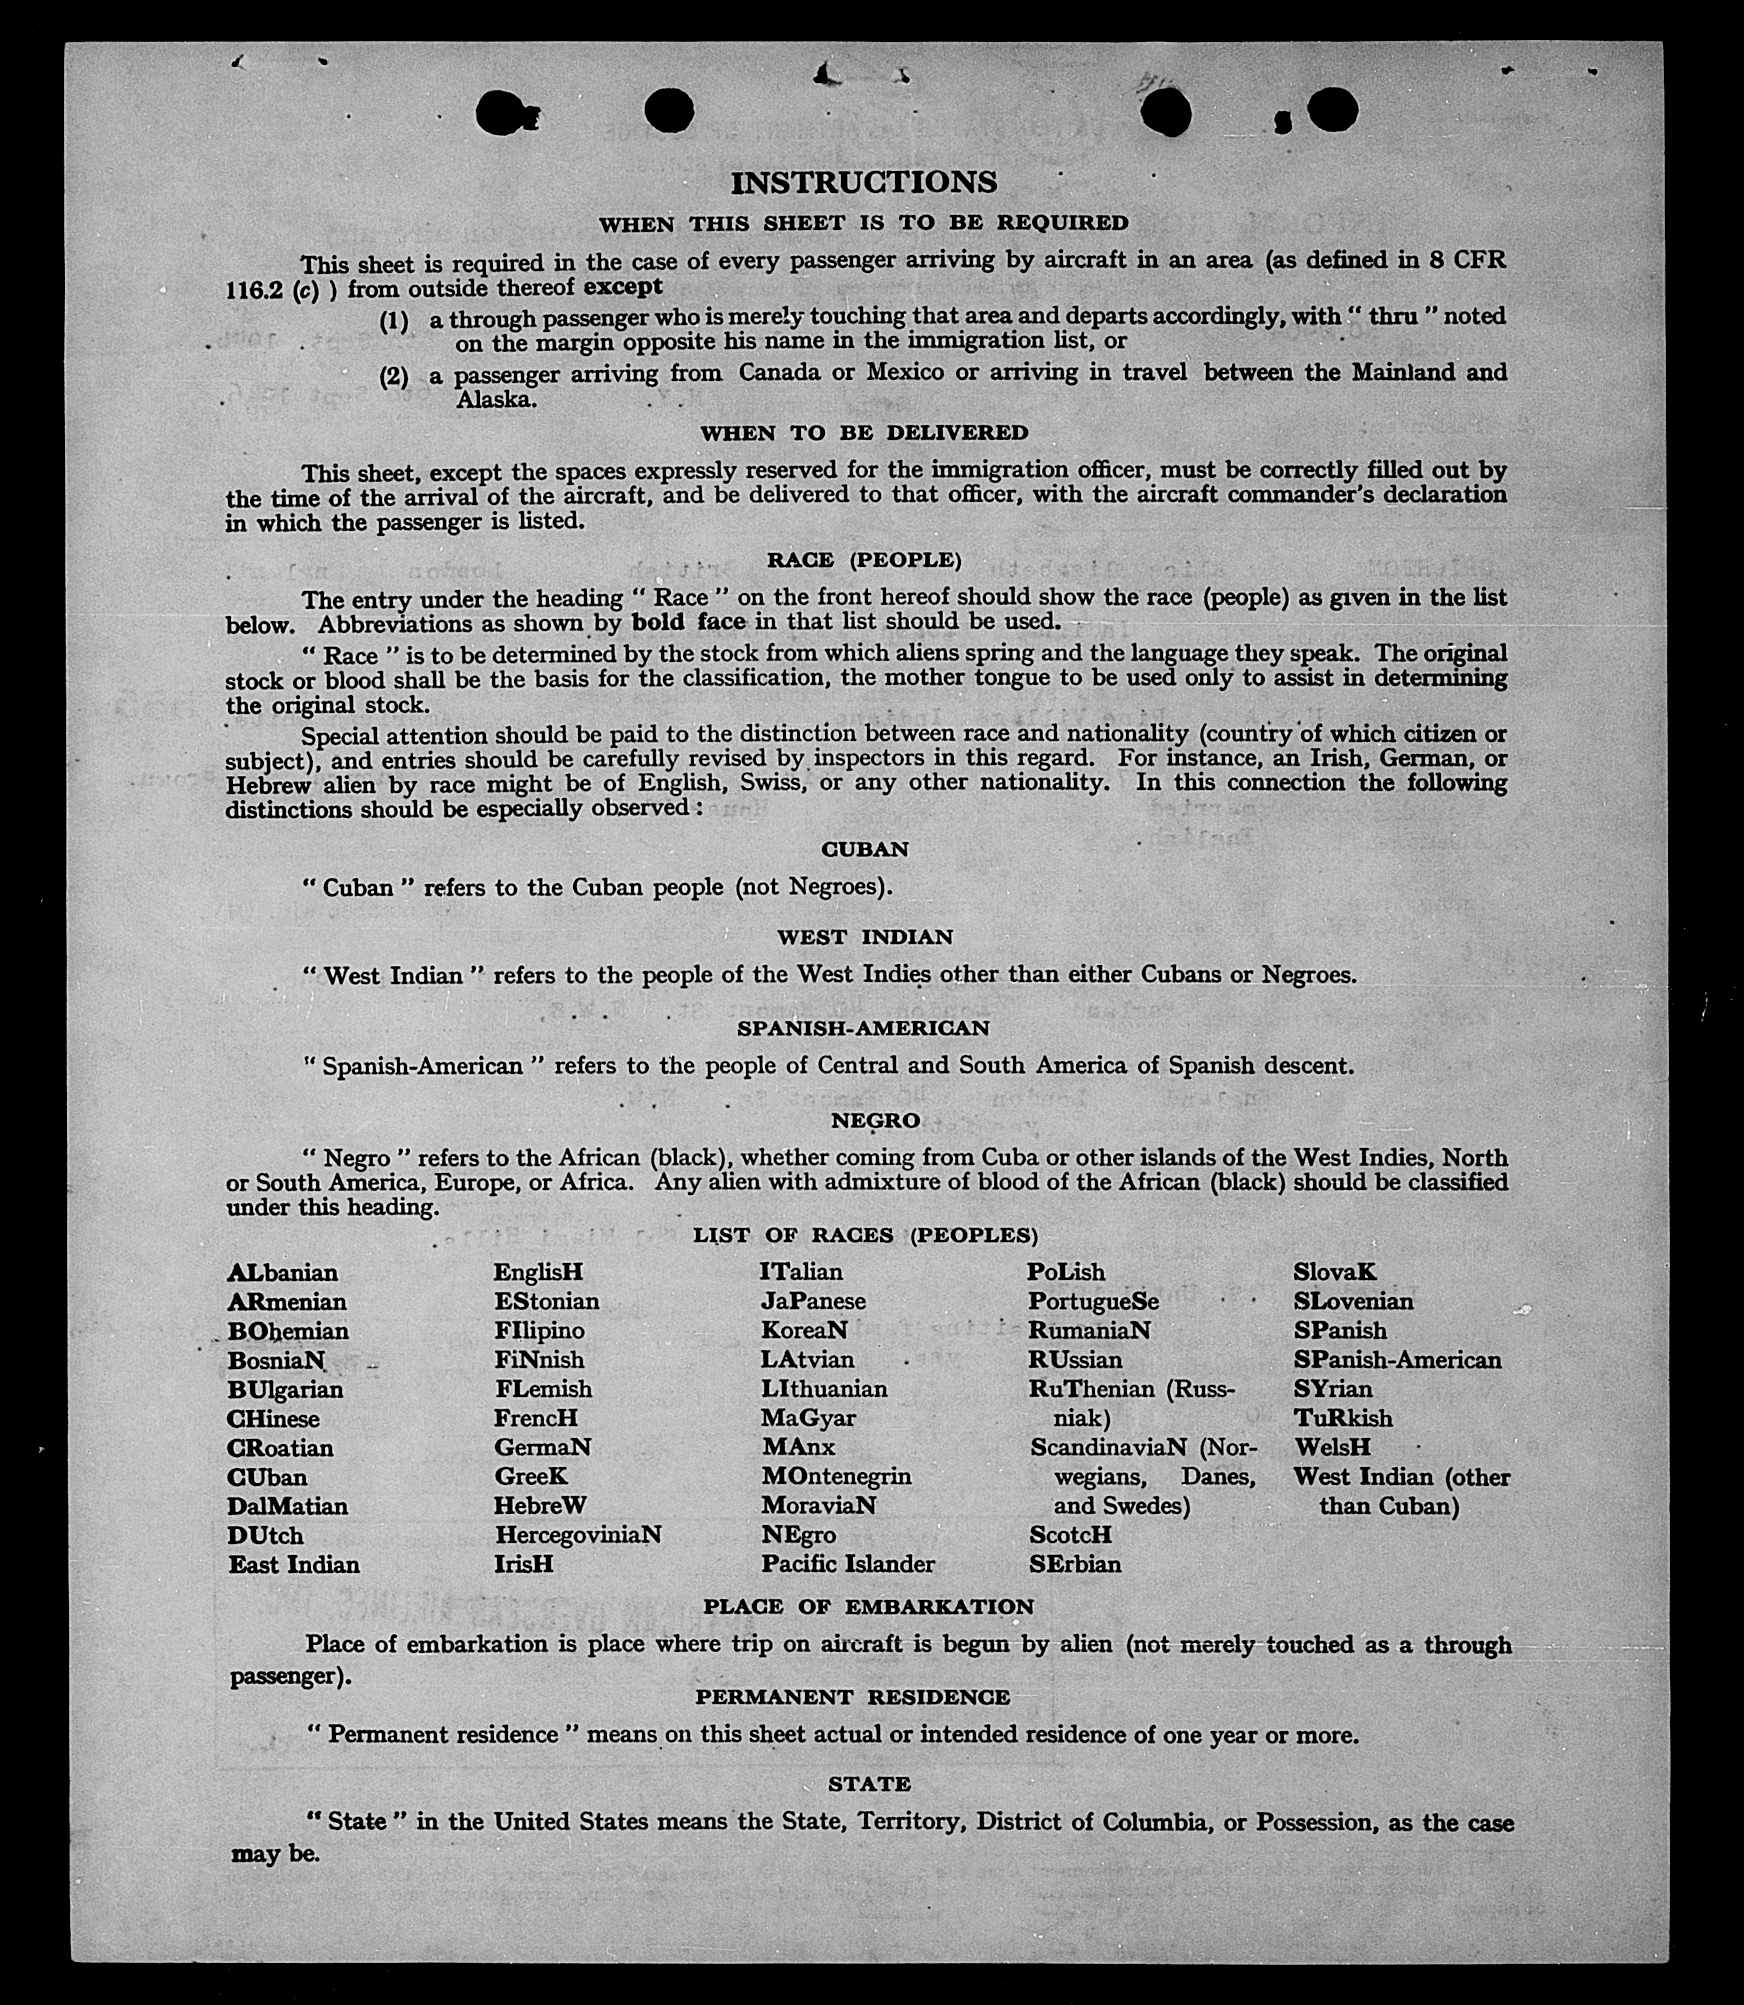 INSTRUCTIONS
WHEN THIS SHEET IS TO BE REQUIRED
This sheet is required in the case of every passenger arriving by aircraft in an area (as defined in 8 CFR
116.2 (c) ) from outside thereof except
(1) a through passenger who is merely touching that area and departs accordingly, with “ thru ” noted
on the margin opposite his name in the immigration list, or
(2) a passenger arriving from Canada or Mexico or arriving in travel between the Mainland and
Alaska.
WHEN TO BE DELIVERED
This sheet, except the spaces expressly reserved for the immigration officer, must be correctly filled out by
the time of the arrival of the aircraft, and be delivered to that officer, with the aircraft commander's declaration
in which the passenger is listed.
RACE (PEOPLE)
The entry under the heading “ Race ” on the front hereof should show the race (people) as given in the list
below. Abbreviations as shown by bold face in that list should be used.
“ Race ” is to be determined by the stock from which aliens spring and the language they speak. The original
stock or blood shall be the basis for the classification, the mother tongue to be used only to assist in determining
the original stock.
Special attention should be paid to the distinction between race and nationality (country of which citizen or
subject), and entries should be carefully revised by inspectors in this regard. For instance, an Irish, German, or
Hebrew alien by race might be of English, Swiss, or any other nationality. In this connection the following
distinctions should be especially observed :
CUBAN
“ Cuban ” refers to the Cuban people (not Negroes).
WEST INDIAN
“ West Indian ” refers to the people of the West Indies other than either Cubans or Negroes.
SPANISH-AMERICAN
“ Spanish-American ” refers to the people of Central and South America of Spanish descent.
NEGRO
“ Negro ” refers to the African (black), whether coming from Cuba or other islands of the West Indies, North
or South America, Europe, or Africa. Any alien with admixture of blood of the African (black) should be classified
under this heading.
LIST OF RACES (PEOPLES)
ALbanian
ARmenian
BOhemian
BosniaN
BUlgarian
CHinese
CRoatian
CUban
DalMatian
DUtch
East Indian
EnglisH
EStonian
FIlipino
FiNnish
FLemish
FrencH
GermaN
GreeK
HebreW
HercegoviniaN
IrisH
ITalian
JaPanese
KoreaN
LAtvian
LIthuanian
MaGyar
MAnx
MOntenegrin
MoraviaN
NEgro
Pacific Islander
PoLish
PortugueSe
RumaniaN
RUssian
RuThenian (Russ-
niak)
ScandinaviaN (Nor-
wegians, Danes,
and Swedes)
ScotcH
SErbian
SlovaK
SLovenian
SPanish
SPanish-American
SYrian
TuRkish
WelsH
West Indian (other
than Cuban)
PLACE OF EMBARKATION
Place of embarkation is place where trip on aircraft is begun by alien (not merely touched as a through
passenger).
PERMANENT RESIDENCE
“ Permanent residence ” means on this sheet actual or intended residence of one year or more.
STATE
“ State ” in the United States means the State, Territory, District of Columbia, or Possession, as the case
may be.